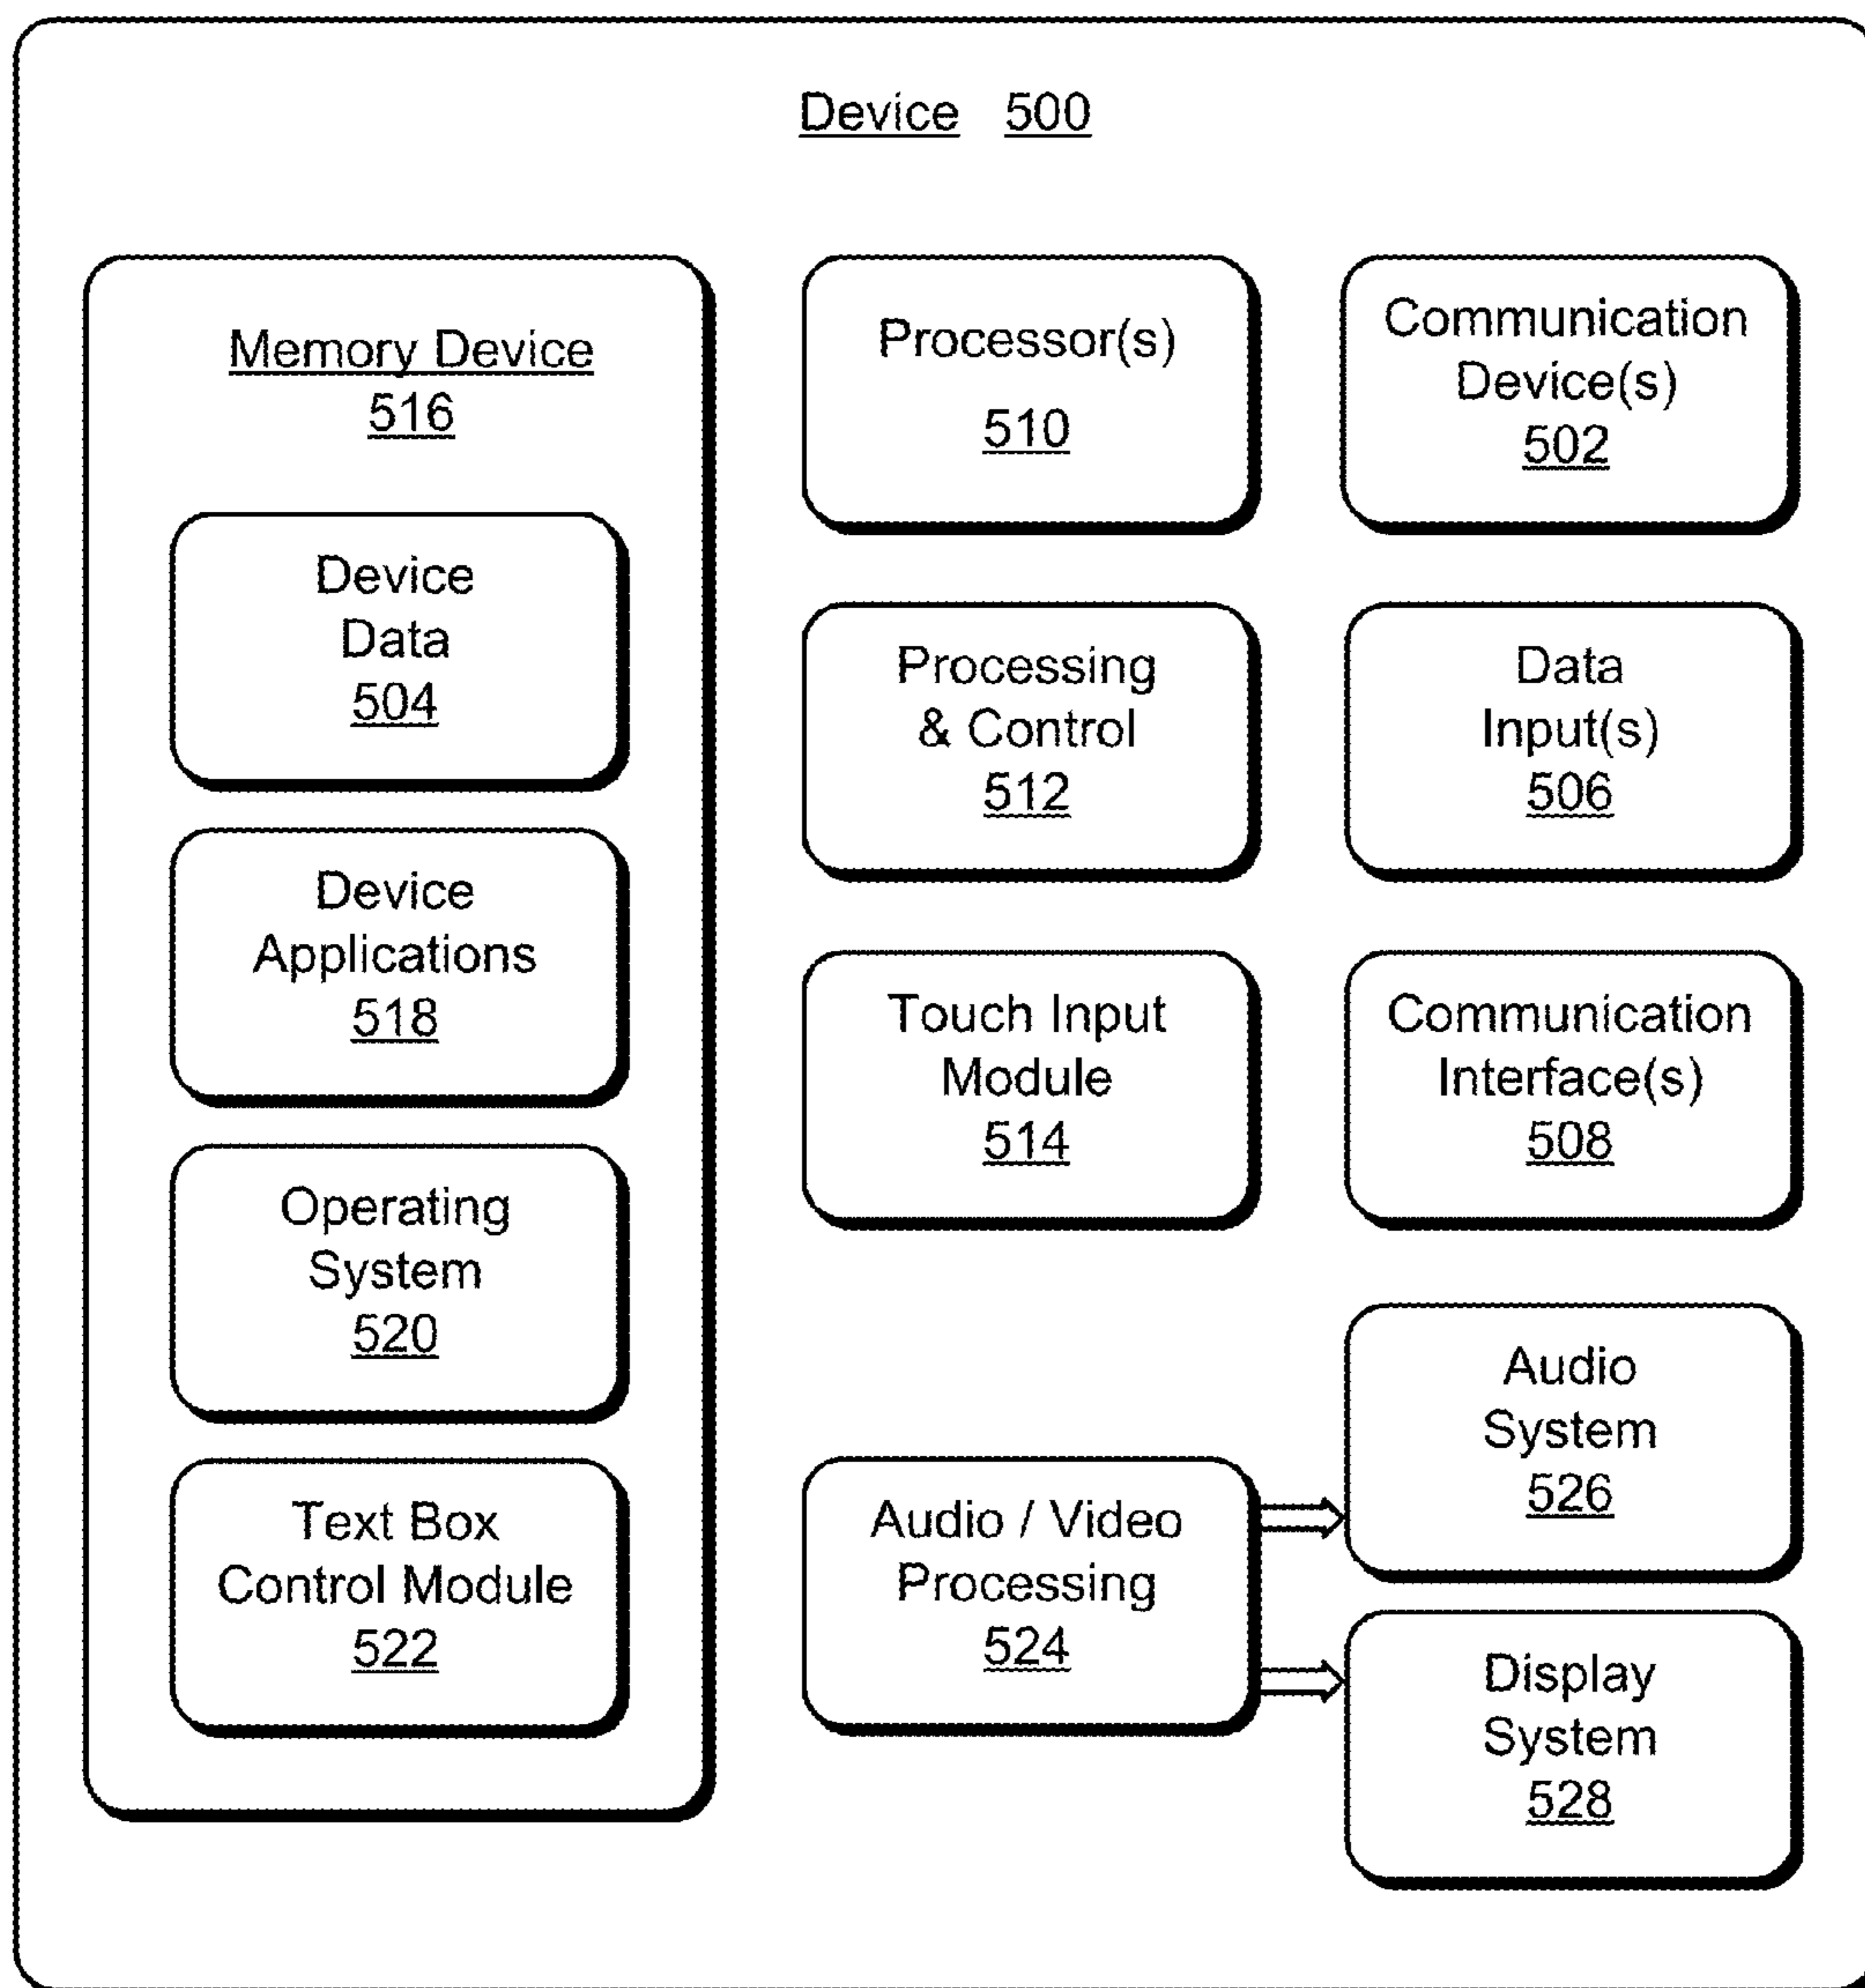 Device 500
Memory Device
516
Device
Data
504
Device
Applications
518
Operating
System
520
Text Box
Control Module
522
Processor(s)
510
Processing
& Control
512
Touch Input
Module
514
Audio / Video
Processing
524
Communication
Device(s)
502
Data
Input(s)
506
Communication
Interface(s)
508
Audio
System
526
Display
System
528